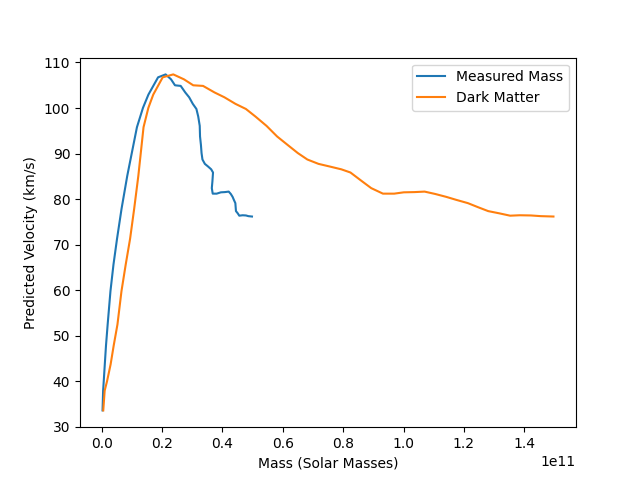 Measured Mass
Dark Matter
Predicted Velocity (km/s)
110
100
90
80
70
60
50
40
30
0.0 0.2 0.4 0.6 0.8 1.0 1.2 1.4
1e11
Mass (Solar Masses)